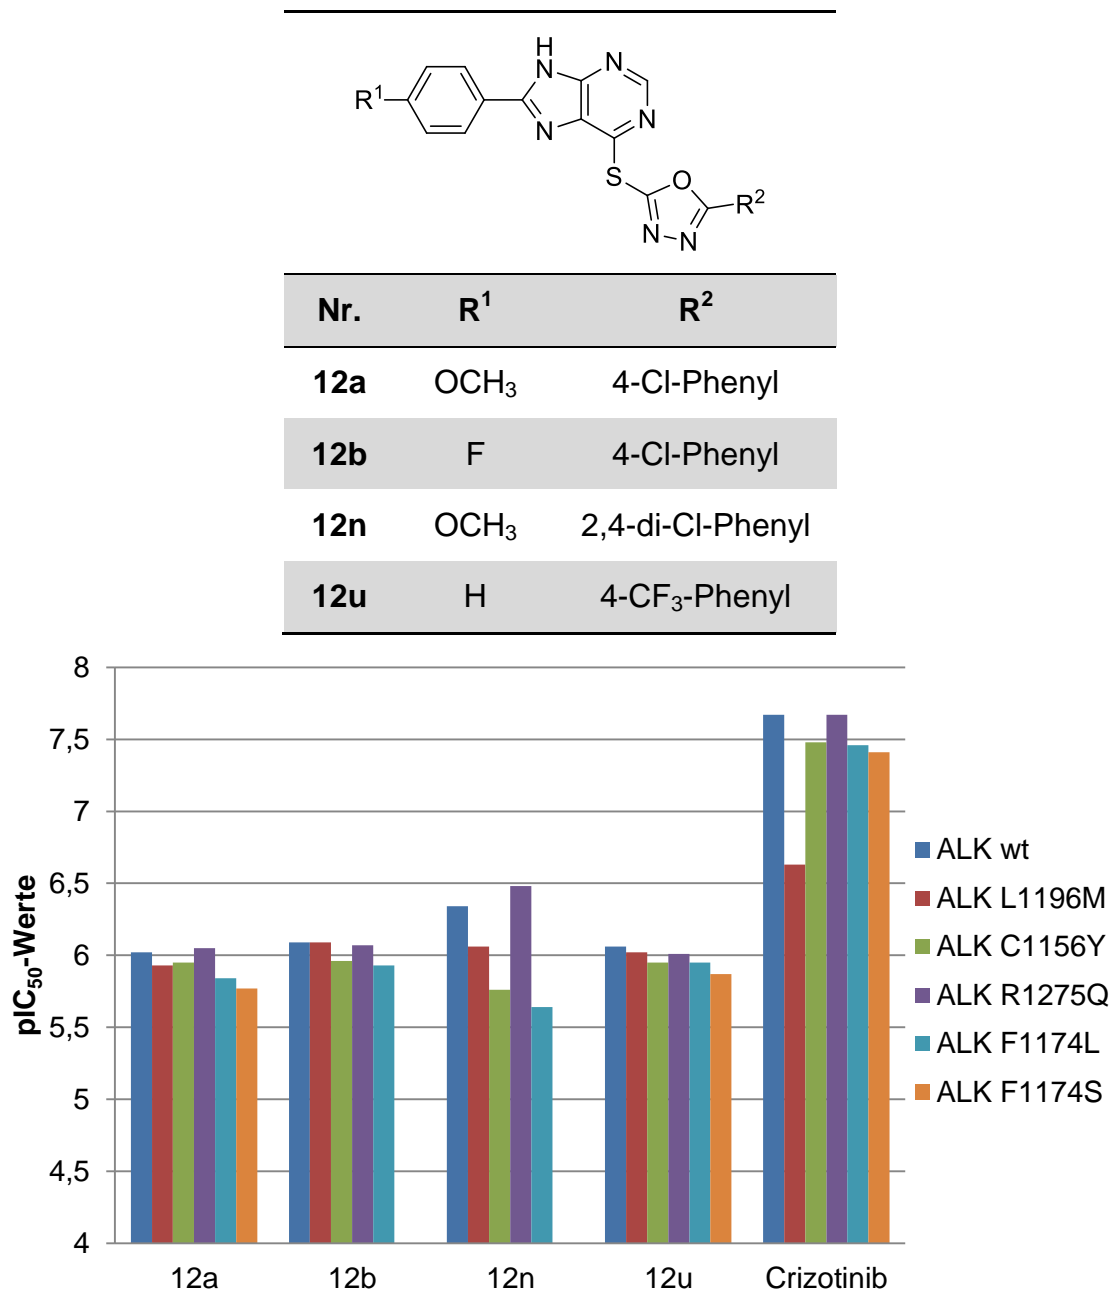 H
N
N
N
N
R¹
S
O
N
N
R²
Nr. R¹ R²
12a OCH₃ 4-Cl-Phenyl
12b F 4-Cl-Phenyl
12n OCH₃ 2,4-di-Cl-Phenyl
12u H 4-CF₃-Phenyl
8
7,5
7
6,5
6
5,5
5
4,5
4
pIC₅₀-Werte
12a 12b 12n 12u Crizotinib
ALK wt
ALK L1196M
ALK C1156Y
ALK R1275Q
ALK F1174L
ALK F1174S